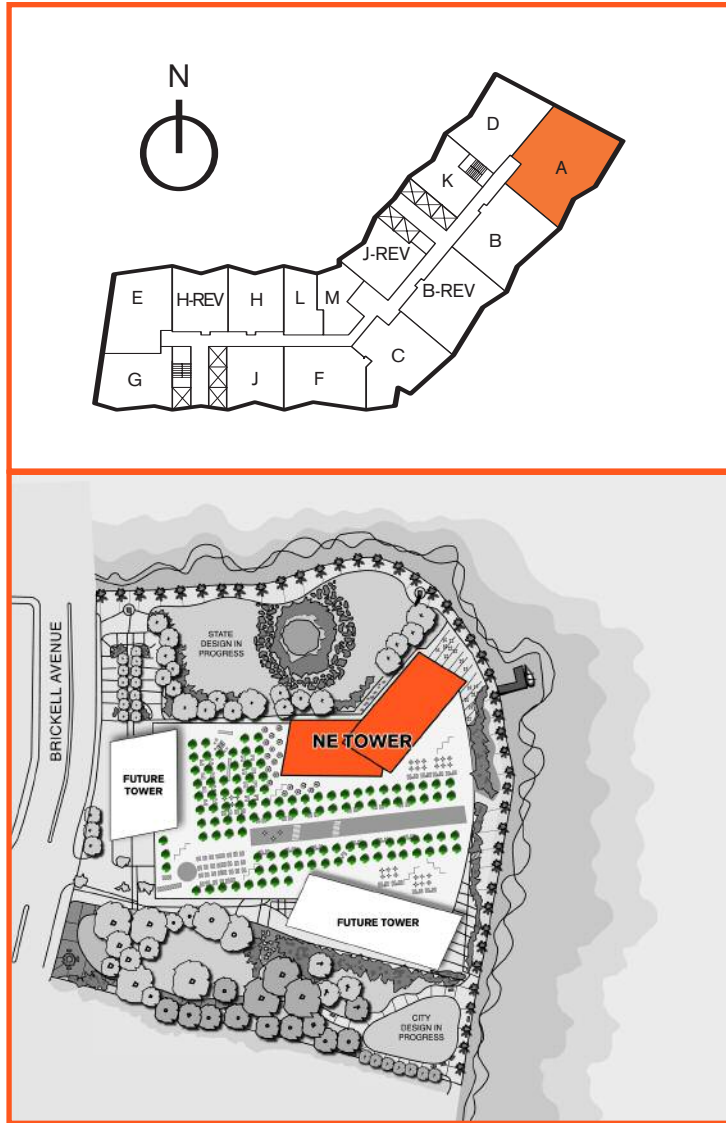 N
D
A
K
B
J-REV
B-REV
E
H-REV
H
L
M
C
G
J
F
BRICKELL AVENUE
STATE
DESIGN IN
PROGRESS
NE TOWER
FUTURE
TOWER
FUTURE TOWER
CITY
DESIGN IN
PROGRESS